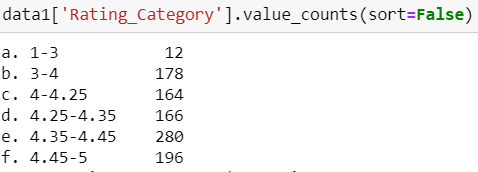 data1['Rating_Category'].value_counts(sort=False)
a. 1-3 12
b. 3-4 178
c. 4-4.25 164
d. 4.25-4.35 166
e. 4.35-4.45 280
f. 4.45-5 196